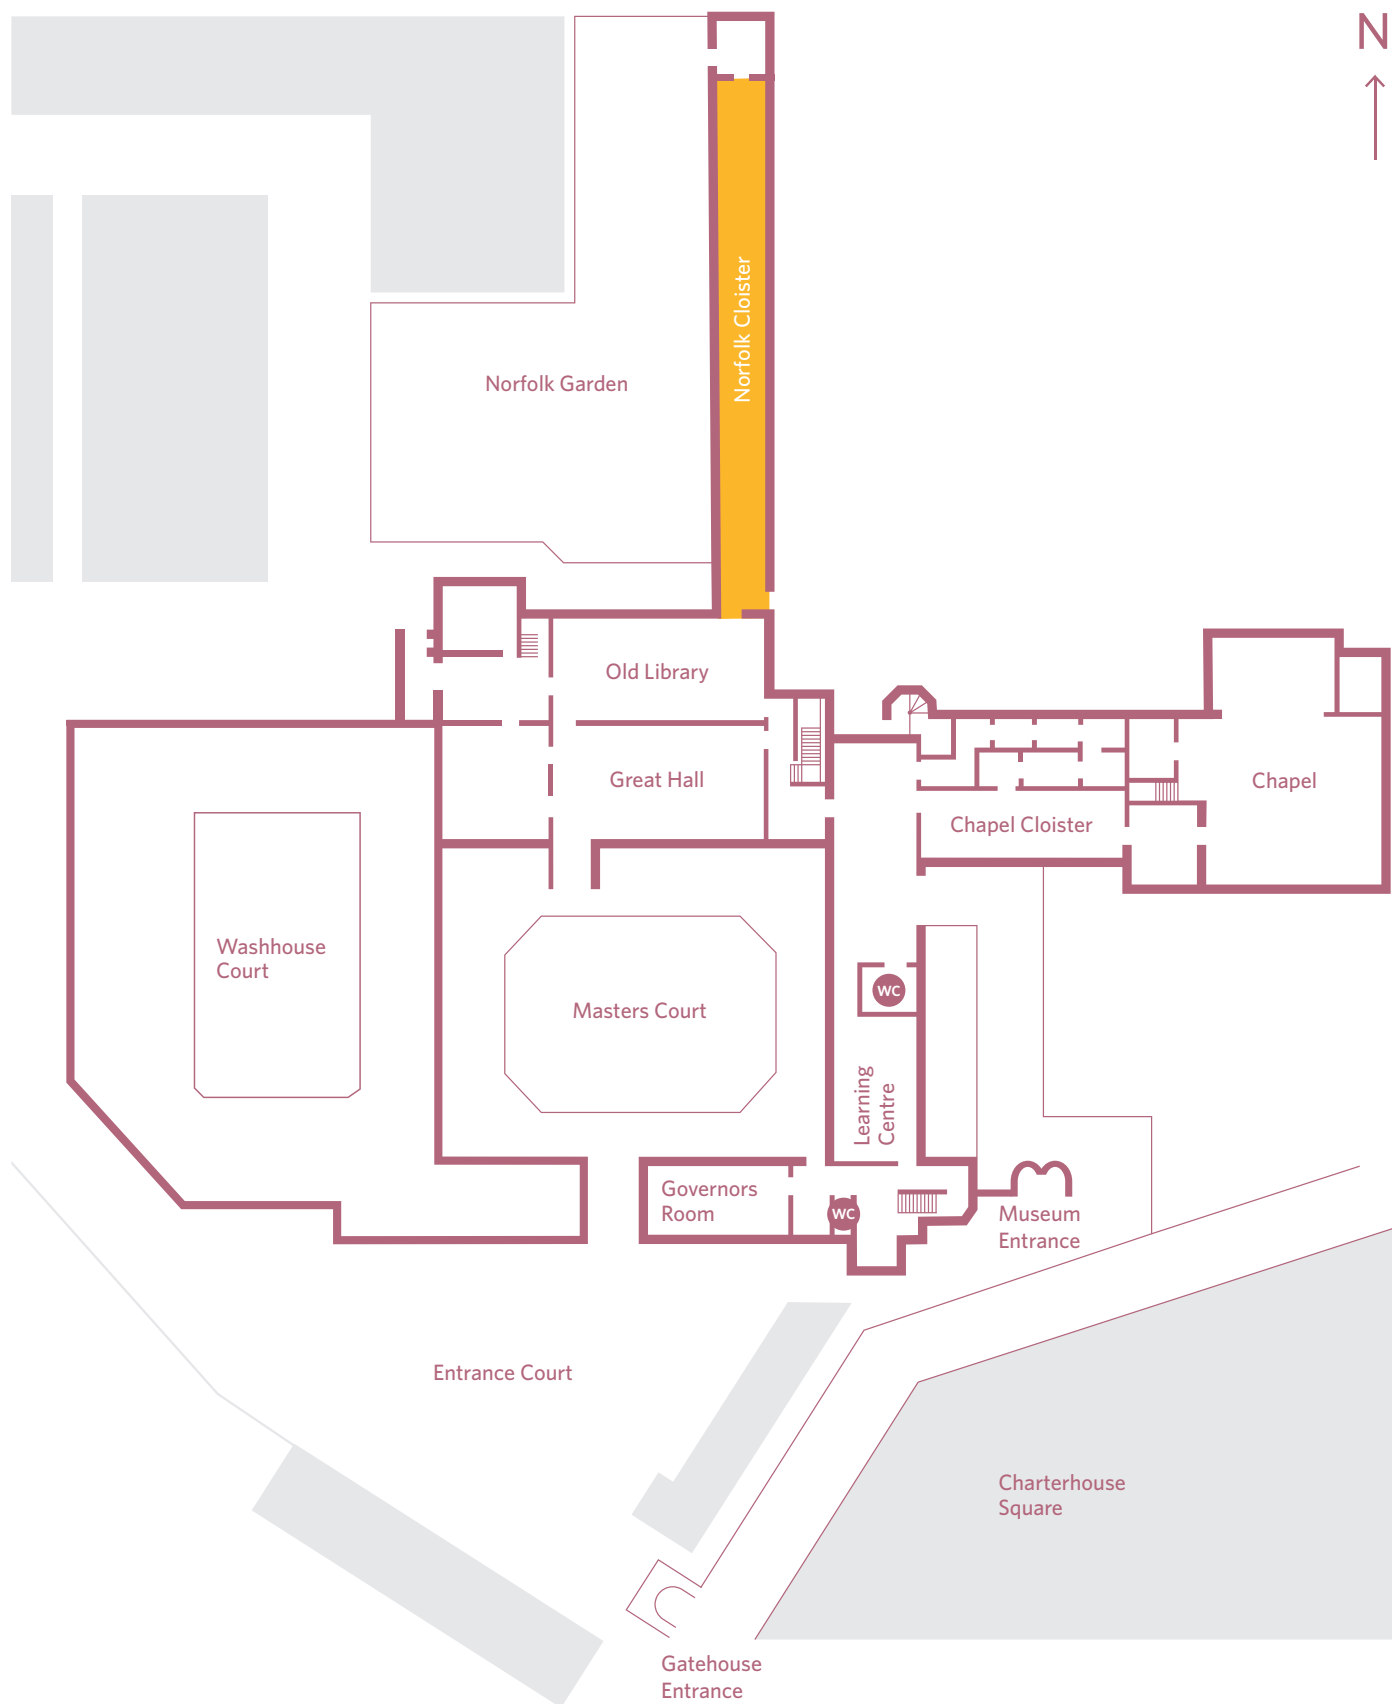 N
Norfolk Cloister
Norfolk Garden
Old Library
Great Hall
Chapel
Chapel Cloister
Washhouse
Court
WC
Masters Court
Learning
Centre
Governors
Room
WC
Museum
Entrance
Entrance Court
Charterhouse
Square
Gatehouse
Entrance